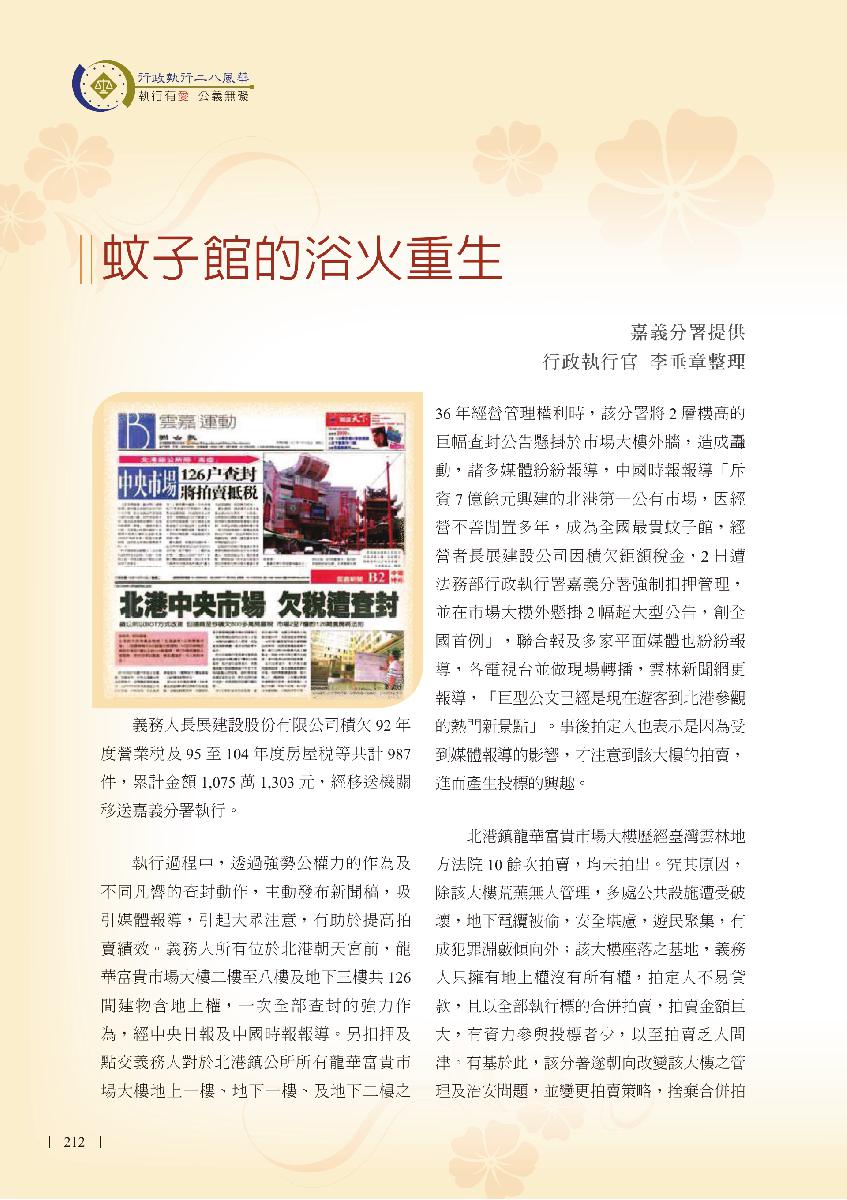 行政執行二八風華
執行有愛 公義無礙
蚊子館的浴火重生
嘉義分署提供
行政執行官 李乘章整理
B
雲嘉 運動
北港鎮公所辦
中央市場
126戶查封
將拍賣抵稅
雲嘉新聞 B2
北港中央市場 欠稅遭查封
義務人長展建設股份有限公司積欠 92 年
度營業稅及 95 至 104 年度房屋稅等共計 987
件，累計金額 1,075 萬 1,303 元，經移送機關
移送嘉義分署執行。
執行過程中，透過強勢公權力的作為及
不同凡響的查封動作，主動發布新聞稿，吸
引媒體報導，引起大眾注意，有助於提高拍
賣績效。義務人所有位於北港朝天宮前，龍
華富貴市場大樓二樓至八樓及地下三樓共 126
間建物含地上權，一次全部查封的強力作
為，經中央日報及中國時報報導。另扣押及
點交義務人對於北港鎮公所所有龍華富貴市
場大樓地上一樓、地下一樓、及地下二樓之
36 年經營管理權利時，該分署將 2 層樓高的
巨幅查封公告懸掛於市場大樓外牆，造成轟
動，諸多媒體紛紛報導，中國時報報導「斥
資 7 億餘元興建的北港第一公有市場，因經
營不善閒置多年，成為全國最貴蚊子館，經
營者長展建設公司因積欠鉅額稅金，2 日遭
法務部行政執行署嘉義分署強制扣押管理，
並在市場大樓外懸掛 2 幅超大型公告，創全
國首例」，聯合報及多家平面媒體也紛紛報
導，各電視台並做現場轉播，雲林新聞網更
報導，「巨型公文已經是現在遊客到北港參觀
的熱門新景點」。事後拍定人也表示是因為受
到媒體報導的影響，才注意到該大樓的拍賣，
進而產生投標的興趣。
北港鎮龍華富貴市場大樓歷經臺灣雲林地
方法院 10 餘次拍賣，均未拍出。究其原因，
除該大樓荒蕪無人管理，多處公共設施遭受破
壞，地下電纜被偷，安全堪慮，遊民聚集，有
成犯罪淵藪傾向外；該大樓座落之基地，義務
人只擁有地上權沒有所有權，拍定人不易貸
款，且以全部執行標的合併拍賣，拍賣金額巨
大，有資力參與投標者少，以至拍賣乏人問
津。有基於此，該分署遂朝向改變該大樓之管
理及治安問題，並變更拍賣策略，捨棄合併拍
212